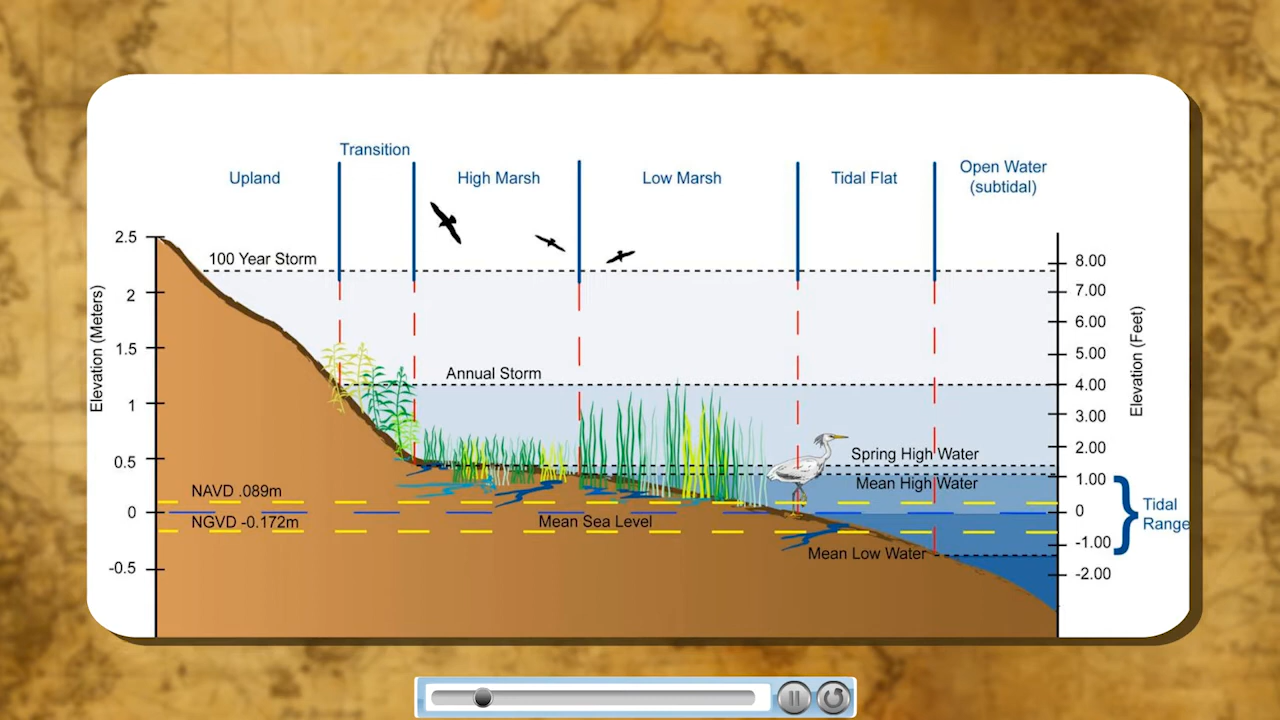 Transition
Upland
High Marsh
Low Marsh
Tidal Flat
Open Water
(subtidal)
2.5
100 Year Storm
8.00
2
7.00
6.00
1.5
5.00
Elevation (Meters)
Elevation (Feet)
Annual Storm
4.00
1
3.00
2.00
Spring High Water
0.5
1.00
Mean High Water
NAVD .089m
Tidal
Range
0
0
NGVD -0.172m
Mean Sea Level
-1.00
Mean Low Water
-0.5
-2.00